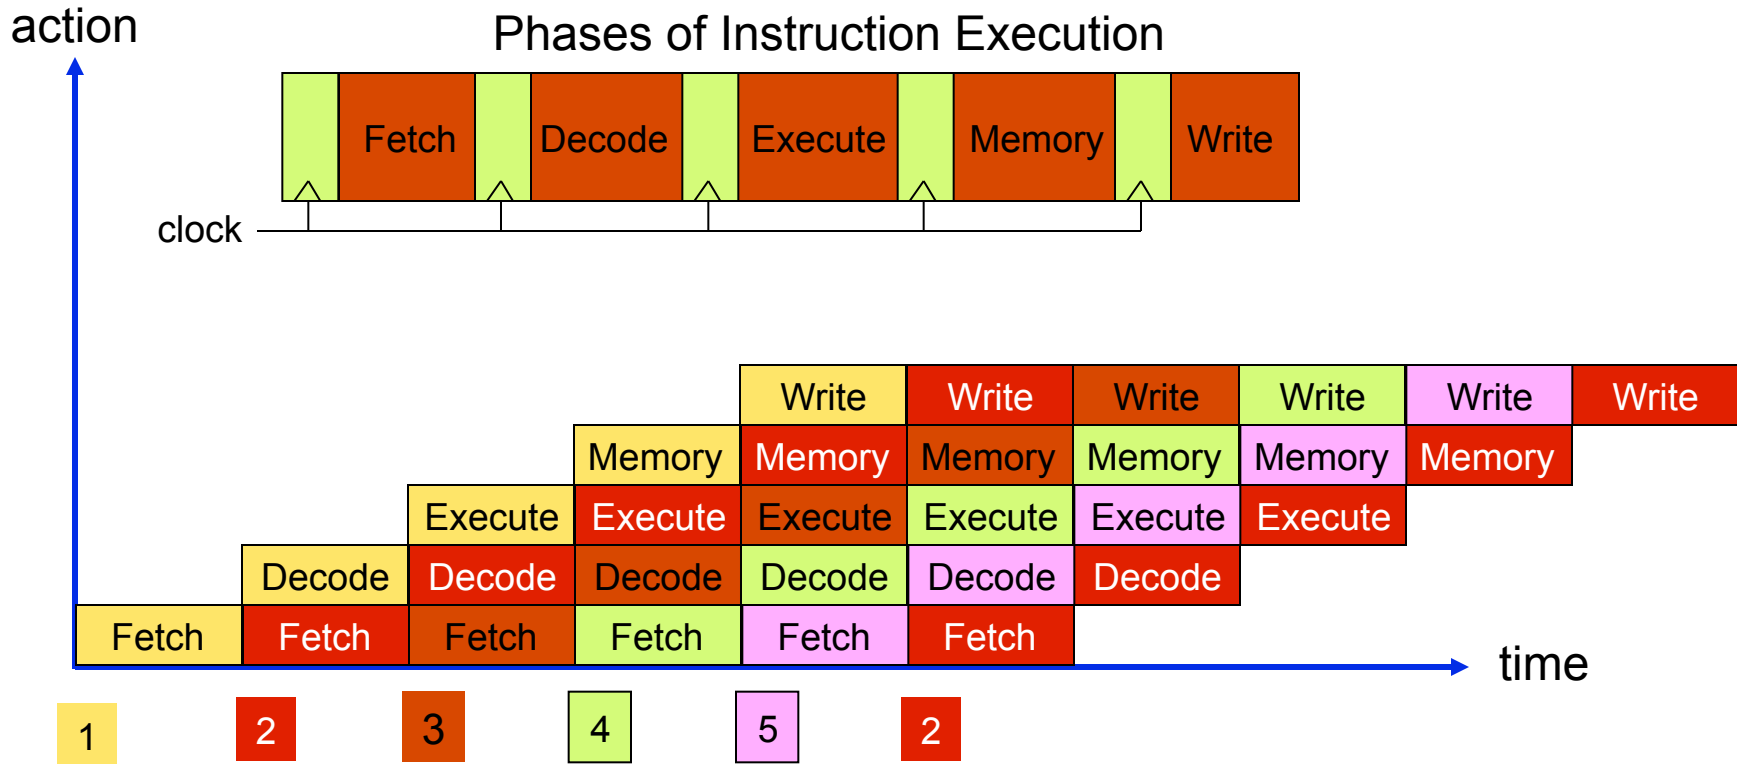 action
Phases of Instruction Execution
Fetch Decode Execute Memory Write
clock
Write Write Write Write Write Write
Memory Memory Memory Memory Memory Memory
Execute Execute Execute Execute Execute Execute
Decode Decode Decode Decode Decode Decode
Fetch Fetch Fetch Fetch Fetch Fetch
time
1 2 3 4 5 2